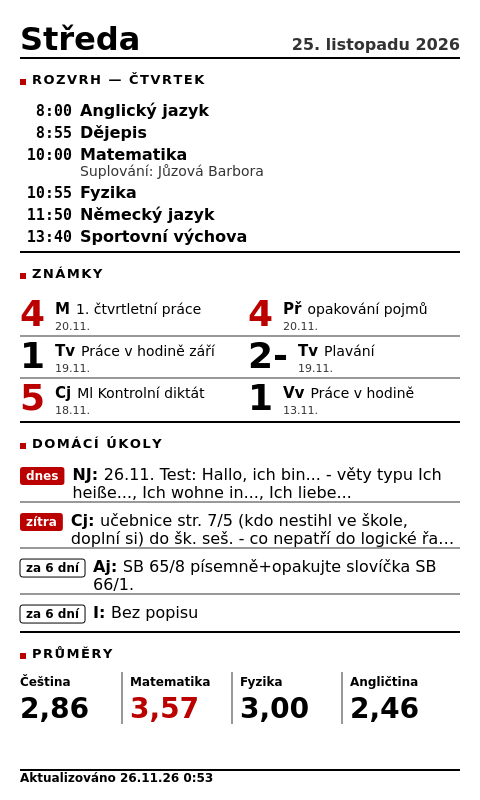 Středa 25. listopadu 2026
ROZVRH — ČTVRTEK
8:00 Anglický jazyk
8:55 Dějepis
10:00 Matematika
Suplování: Jůzová Barbora
10:55 Fyzika
11:50 Německý jazyk
13:40 Sportovní výchova
ZNÁMKY
4 M 1. čtvrtletní práce
20.11.
4 Př opakování pojmů
20.11.
1 Tv Práce v hodině září
19.11.
2- Tv Plavání
19.11.
5 Cj Ml Kontrolní diktát
18.11.
1 Vv Práce v hodině
13.11.
DOMÁCÍ ÚKOLY
dnes NJ: 26.11. Test: Hallo, ich bin... - věty typu Ich
heiße..., Ich wohne in..., Ich liebe...
zítra Cj: učebnice str. 7/5 (kdo nestihl ve škole,
doplní si) do šk. seš. - co nepatří do logické řa…
za 6 dní Aj: SB 65/8 písemně+opakujte slovíčka SB
66/1.
za 6 dní I: Bez popisu
PRŮMĚRY
Čeština Matematika Fyzika Angličtina
2,86 3,57 3,00 2,46
Aktualizováno 26.11.26 0:53